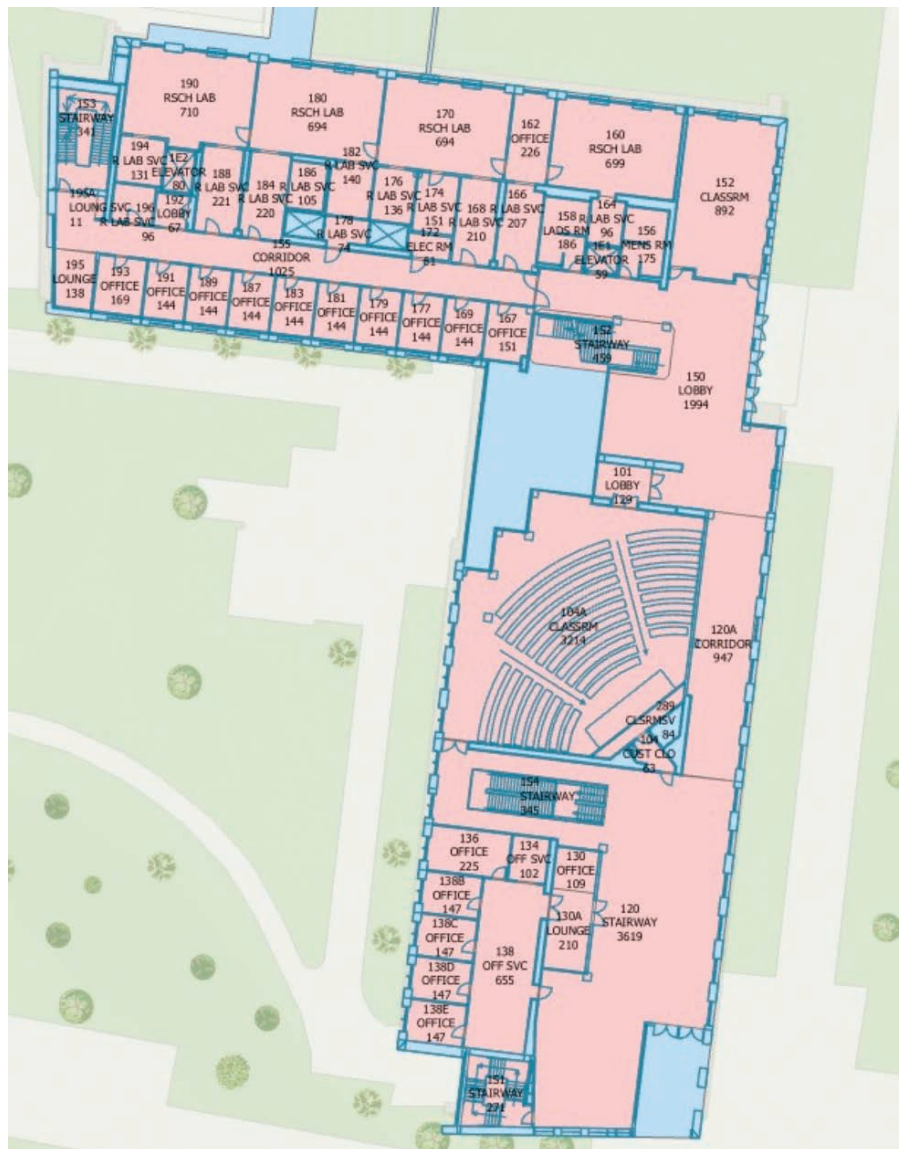 190
RSCH LAB
710
180
RSCH LAB
694
170
RSCH LAB
694
162
OFFICE
226
160
RSCH LAB
699
152
CLASSRM
892
153
STAIRWAY
341
194
R LAB SVC
131
1E2
ELEVATOR
80
188
R LAB SVC
221
184
R LAB SVC
220
186
R LAB SVC
105
182
R LAB SVC
140
176
R LAB SVC
136
174
R LAB SVC
151
168
R LAB SVC
210
166
R LAB SVC
207
158
LADS RM
186
164
R LAB SVC
96
156
MENS RM
175
195A
LOUNG SVC
11
196
R LAB SVC
96
192
LOBBY
67
178
R LAB SVC
74
172
ELEC RM
61
1E1
ELEVATOR
59
155
CORRIDOR
1025
195
LOUNGE
138
193
OFFICE
169
191
OFFICE
144
189
OFFICE
144
187
OFFICE
144
183
OFFICE
144
181
OFFICE
144
179
OFFICE
144
177
OFFICE
144
169
OFFICE
144
167
OFFICE
151
1S2
STAIRWAY
459
150
LOBBY
1994
101
LOBBY
129
104A
CLASSRM
3214
120A
CORRIDOR
947
289
CLSRMSV
84
104
CUST CLO
63
1S4
STAIRWAY
345
136
OFFICE
225
134
OFF SVC
102
130
OFFICE
109
138B
OFFICE
147
138C
OFFICE
147
138D
OFFICE
147
138E
OFFICE
147
138
OFF SVC
655
130A
LOUNGE
210
120
STAIRWAY
3619
1S1
STAIRWAY
271